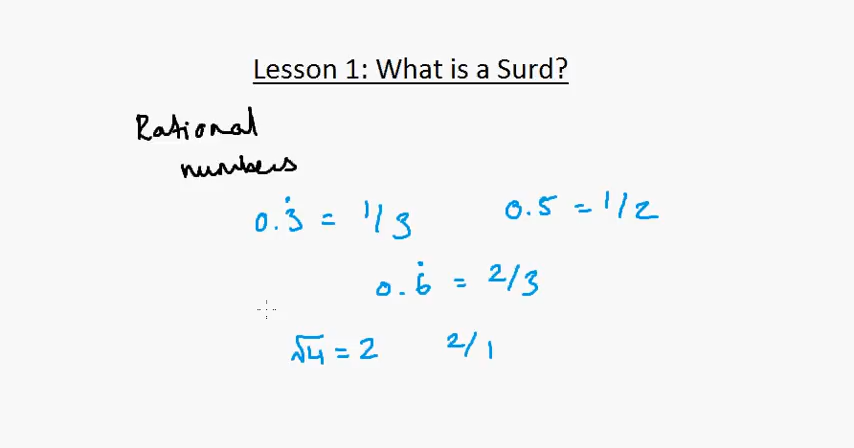 Lesson 1: What is a Surd?
Rational
numbers
0.3̇ = 1/3 0.5 = 1/2
0.6̇ = 2/3
√4 = 2 2/1